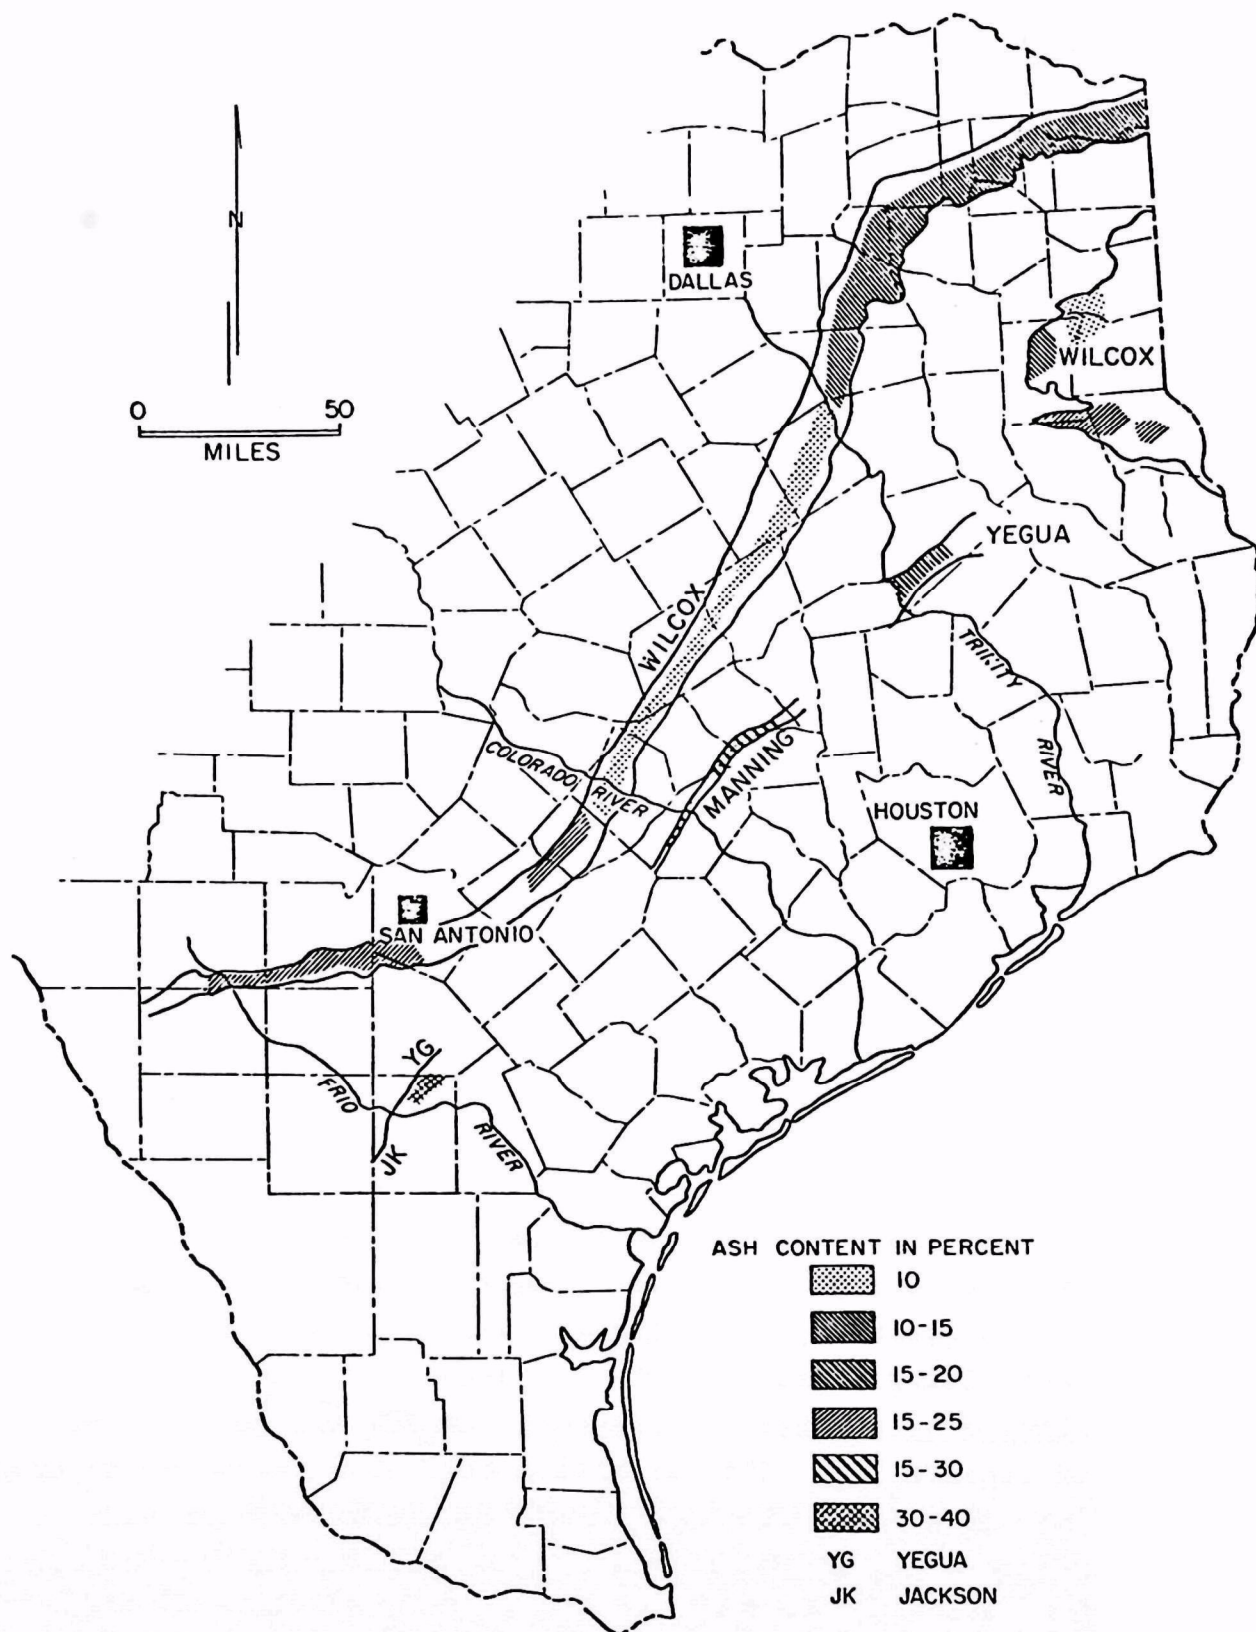 N
DALLAS
0 50
MILES
WILCOX
YEGUA
WILCOX
TRINITY
RIVER
COLORADO RIVER
MANNING
HOUSTON
SAN ANTONIO
YG
FRIO
RIVER
JK
ASH CONTENT IN PERCENT
10
10-15
15-20
15-25
15-30
30-40
YG YEGUA
JK JACKSON